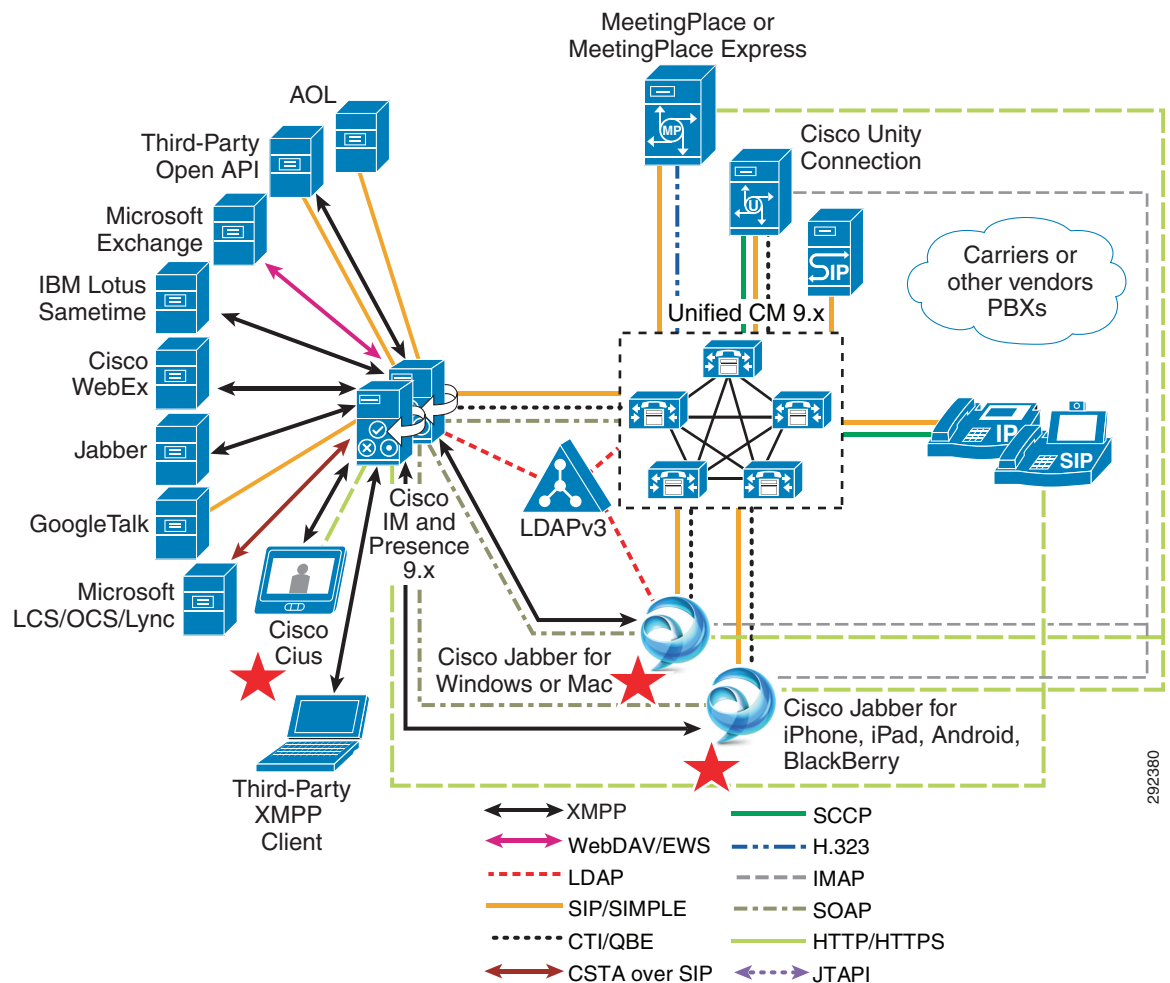 MeetingPlace or
MeetingPlace Express
AOL
Third-Party
Open API
Cisco Unity
Connection
MP
U
Microsoft
Exchange
SIP
Carriers or
other vendors
PBXs
IBM Lotus
Sametime
Unified CM 9.x
Cisco
WebEx
Jabber
IP
SIP
GoogleTalk
Cisco
IM and
Presence
9.x
LDAPv3
Microsoft
LCS/OCS/Lync
Cisco
Cius
Cisco Jabber for
Windows or Mac
Cisco Jabber for
iPhone, iPad, Android,
BlackBerry
Third-Party
XMPP
Client
292380
XMPP
WebDAV/EWS
LDAP
SIP/SIMPLE
CTI/QBE
CSTA over SIP
SCCP
H.323
IMAP
SOAP
HTTP/HTTPS
JTAPI